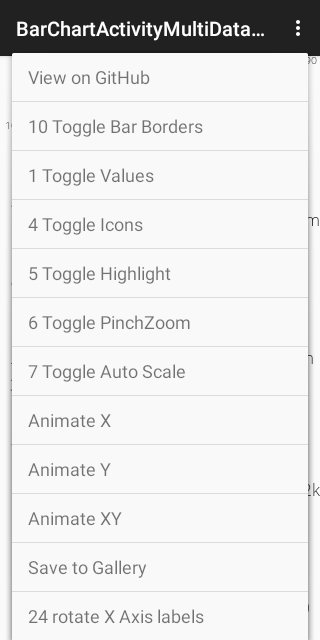 BarChartActivityMultiData...
View on GitHub
10 Toggle Bar Borders
1 Toggle Values
4 Toggle Icons
5 Toggle Highlight
6 Toggle PinchZoom
7 Toggle Auto Scale
Animate X
Animate Y
Animate XY
Save to Gallery
24 rotate X Axis labels